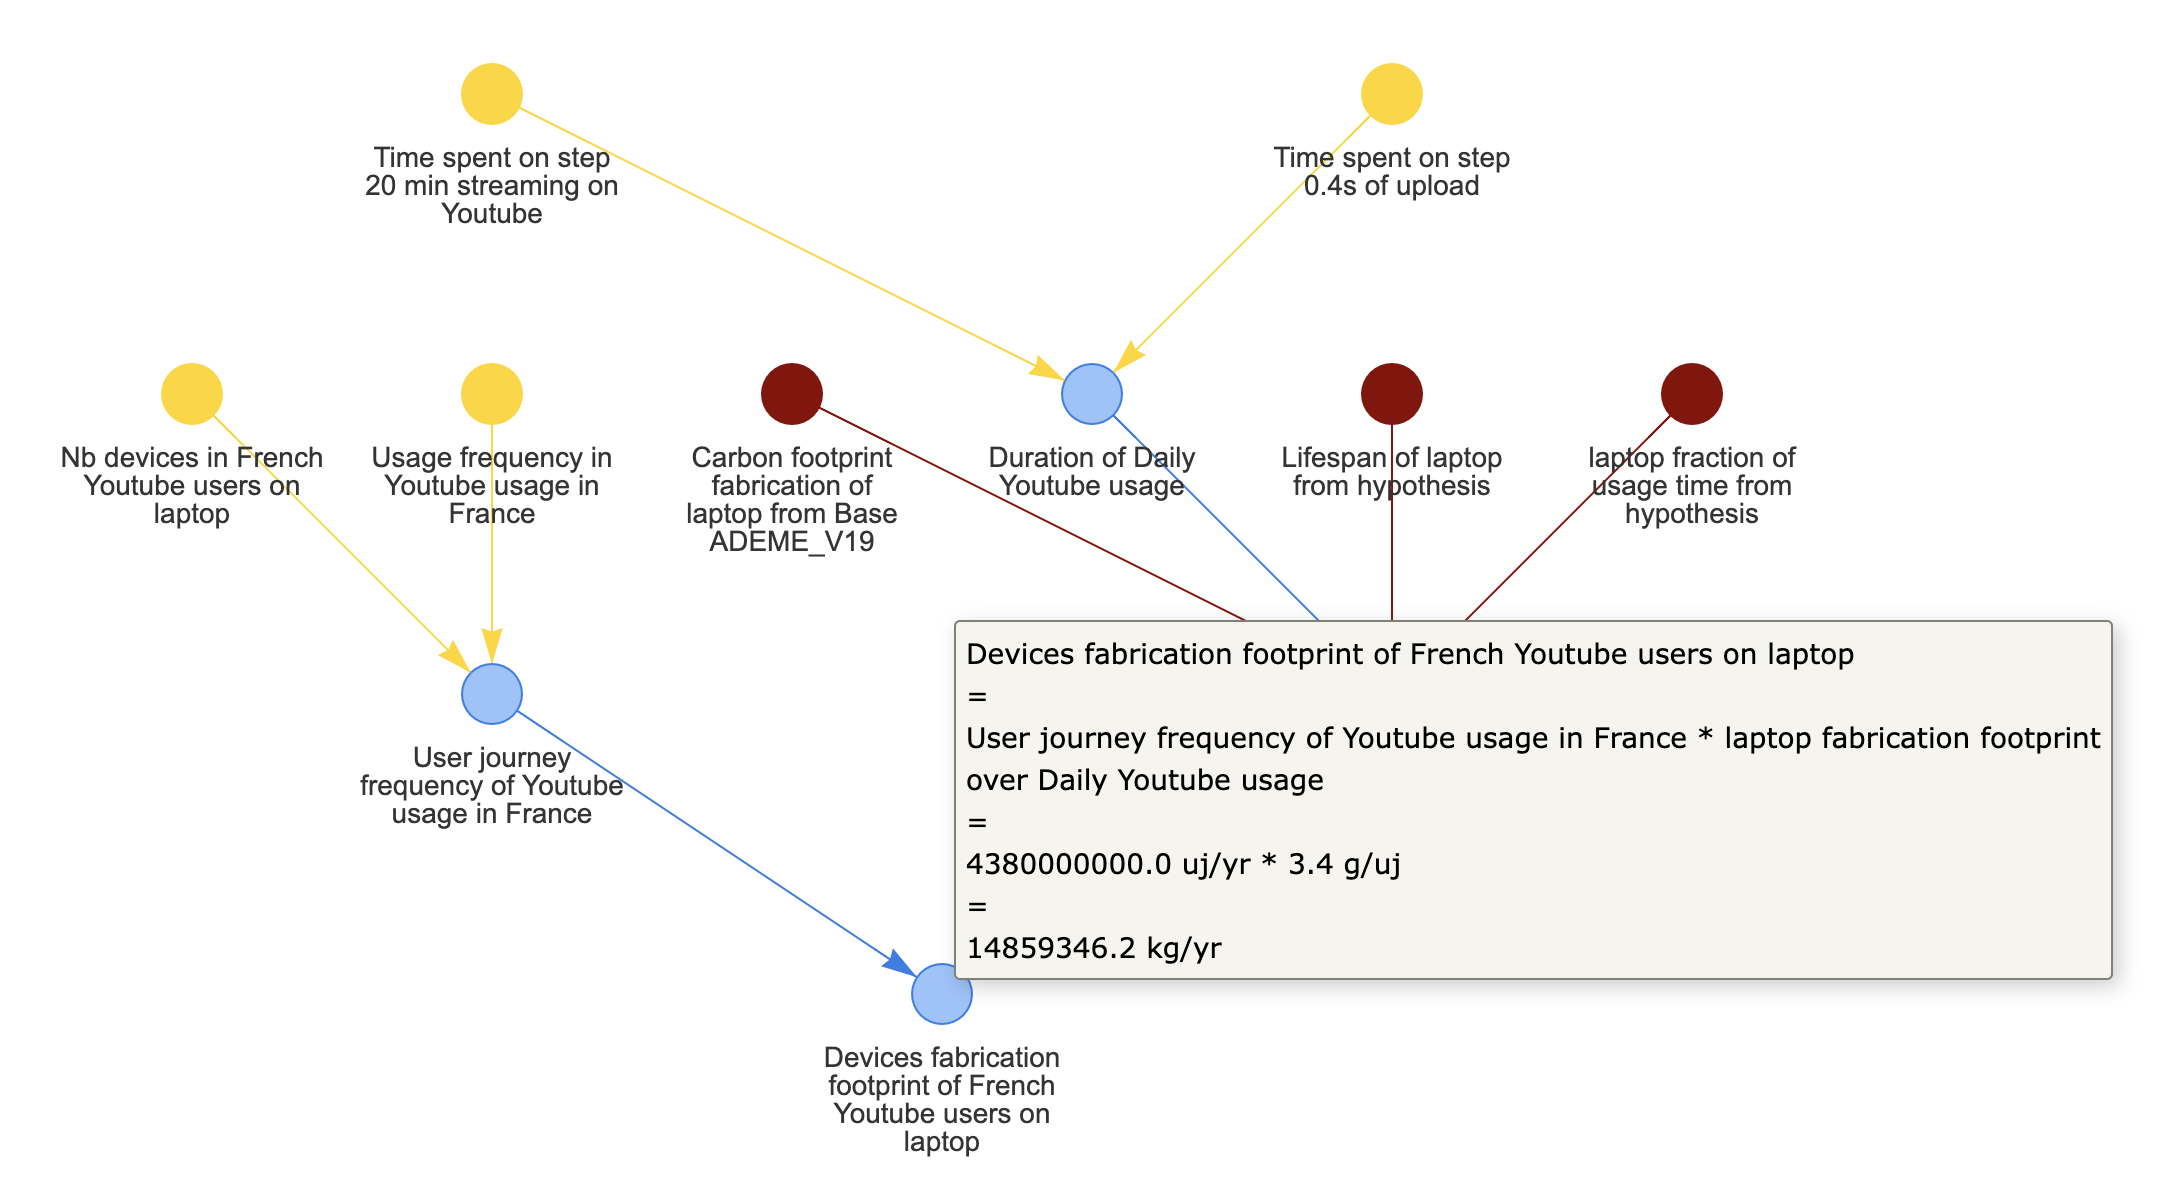 Time spent on step
20 min streaming on
Youtube
Time spent on step
0.4s of upload
Nb devices in French
Youtube users on
laptop
Usage frequency in
Youtube usage in
France
Carbon footprint
fabrication of
laptop from Base
ADEME_V19
Duration of Daily
Youtube usage
Lifespan of laptop
from hypothesis
laptop fraction of
usage time from
hypothesis
User journey
frequency of Youtube
usage in France
Devices fabrication footprint of French Youtube users on laptop
=
User journey frequency of Youtube usage in France * laptop fabrication footprint
over Daily Youtube usage
=
4380000000.0 uj/yr * 3.4 g/uj
=
14859346.2 kg/yr
Devices fabrication
footprint of French
Youtube users on
laptop